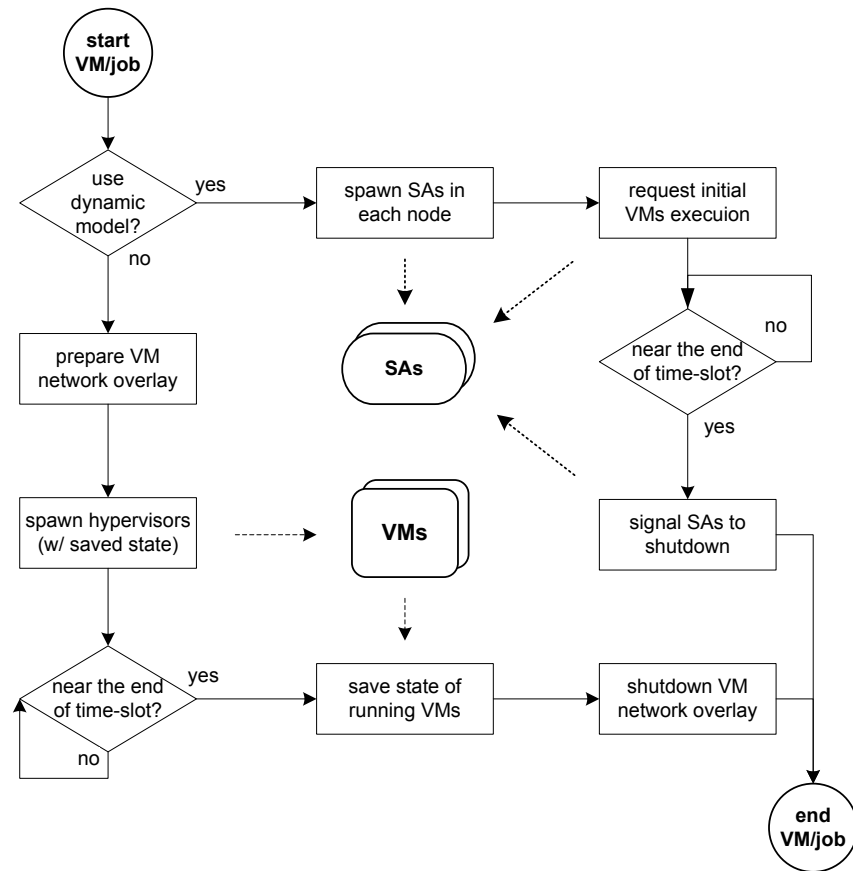 start
VM/job
use
dynamic
model?
yes
no
spawn SAs in
each node
request initial
VMs execuion
near the end
of time-slot?
no
yes
SAs
prepare VM
network overlay
spawn hypervisors
(w/ saved state)
VMs
signal SAs to
shutdown
near the end
of time-slot?
yes
no
save state of
running VMs
shutdown VM
network overlay
end
VM/job